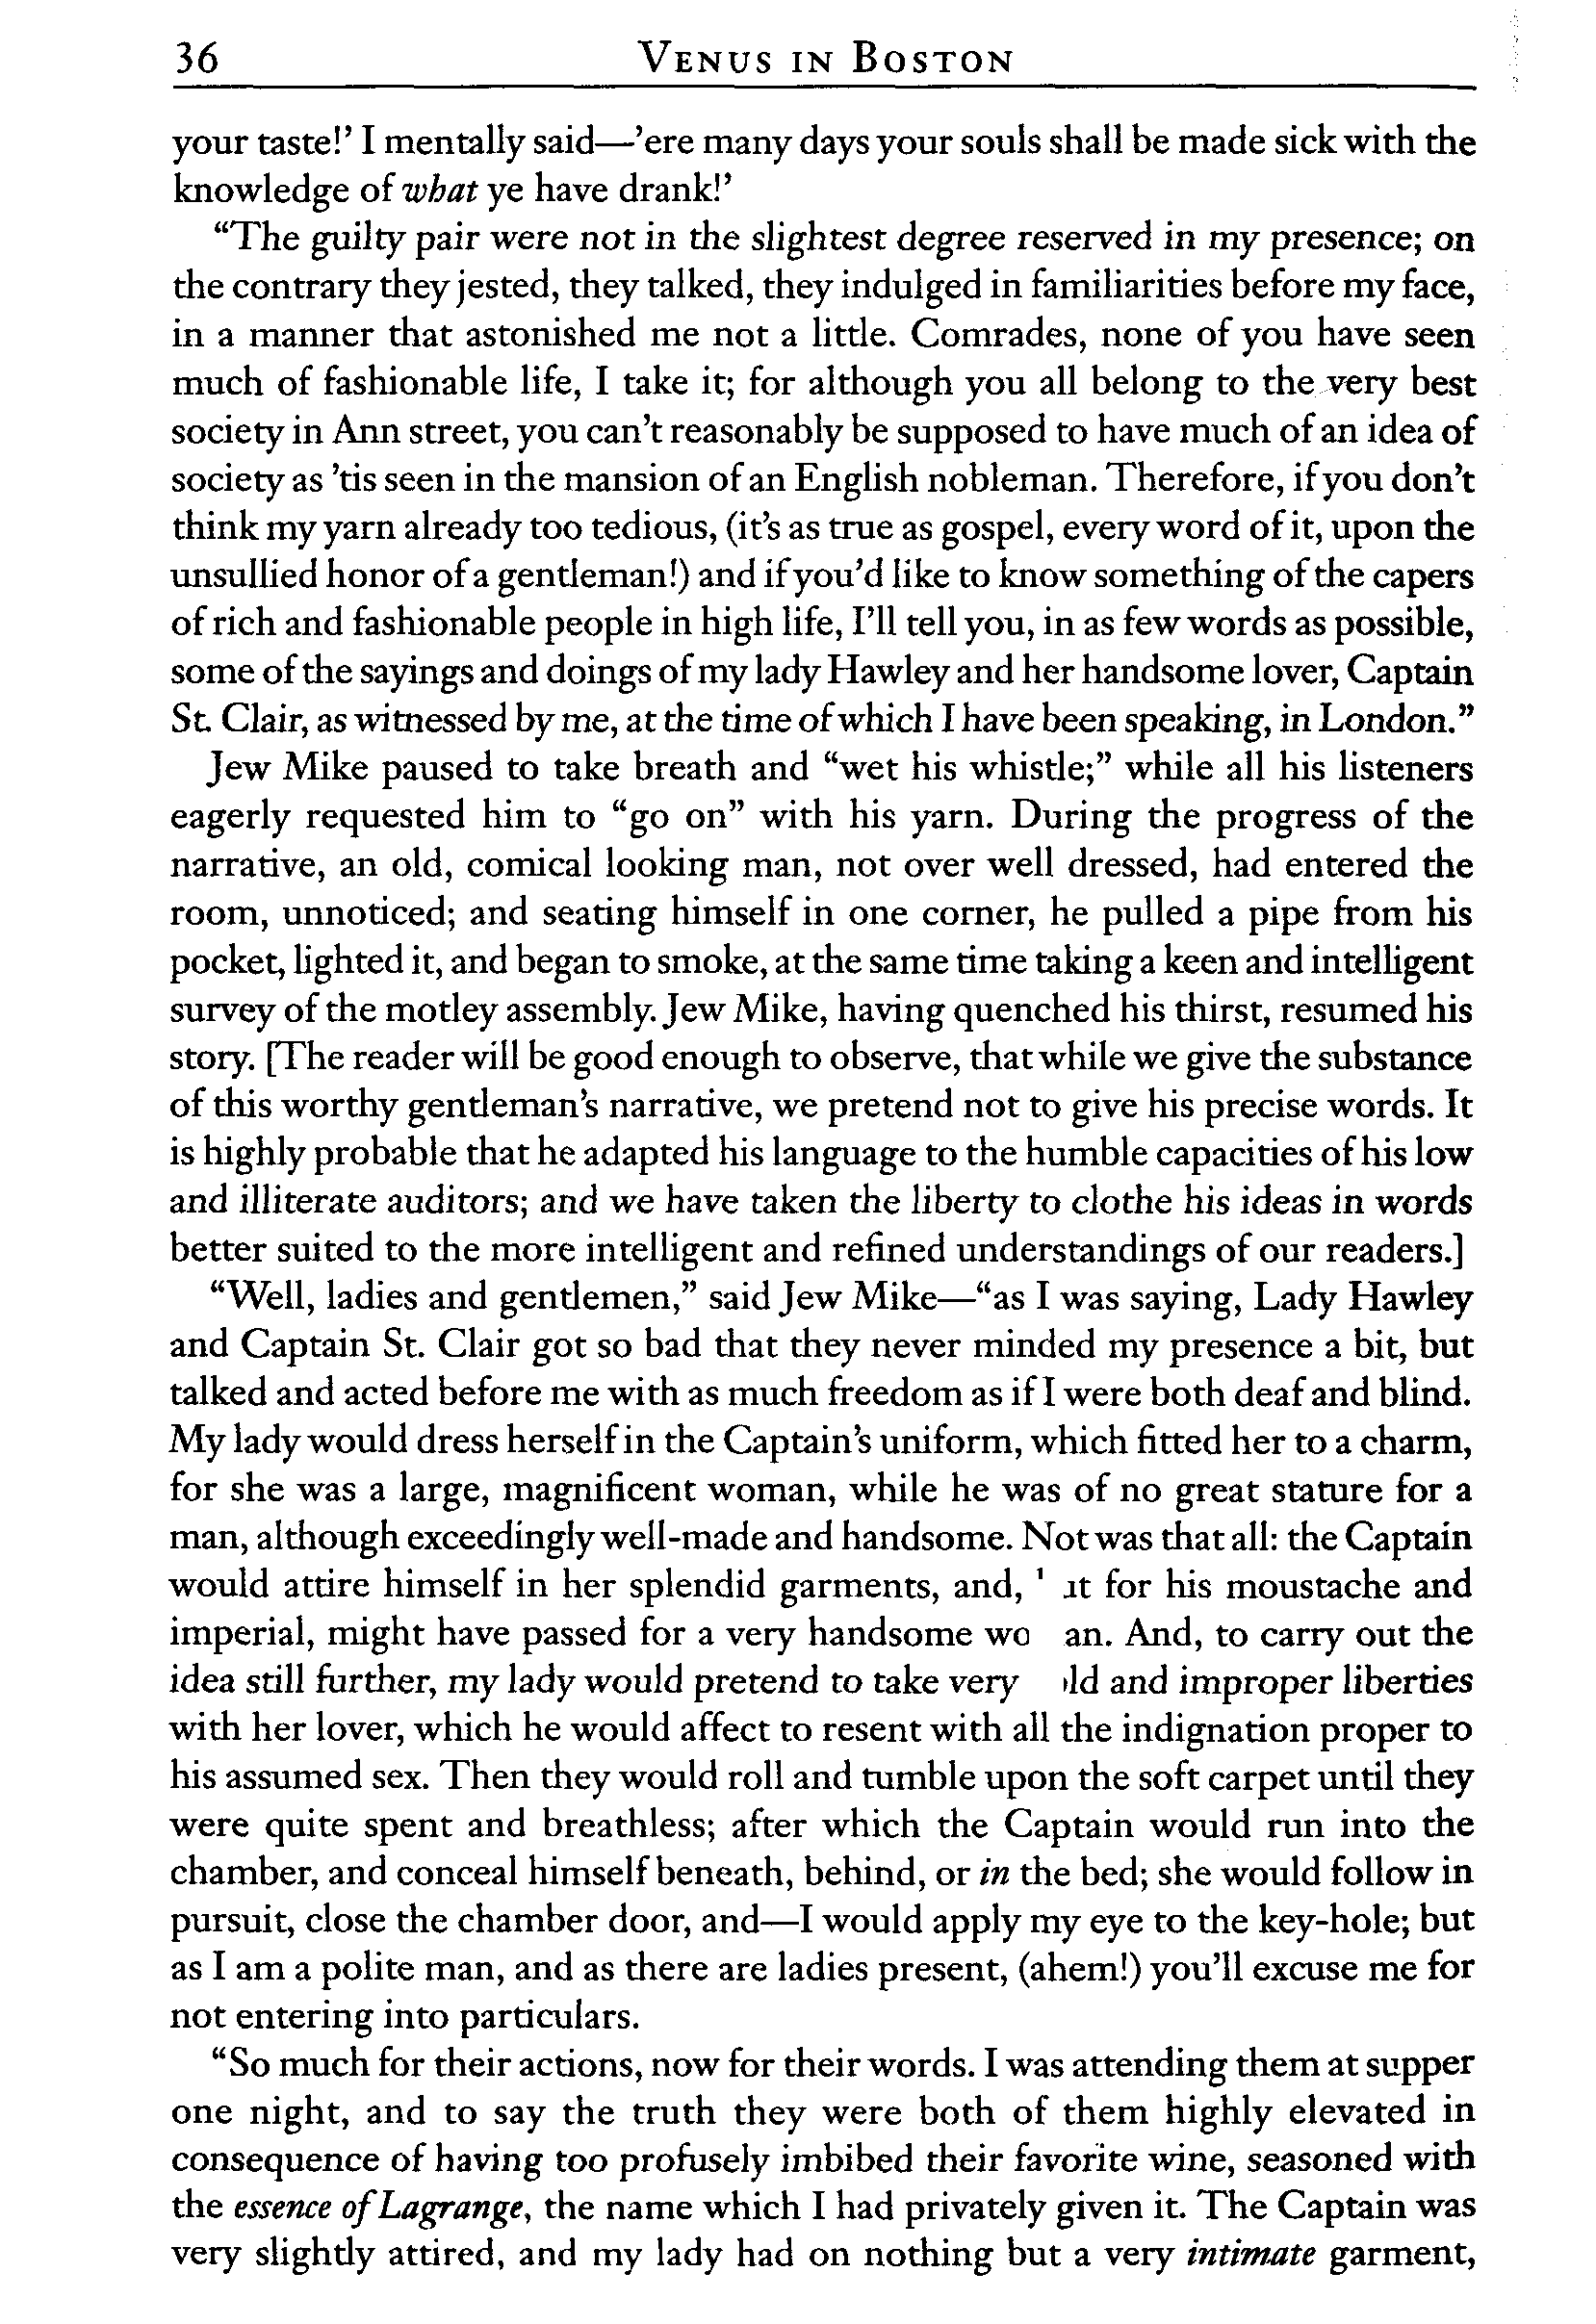 36
VENUS IN BOSTON
your taste!’ I mentally said—’ere many days your souls shall be made sick with the
knowledge of what ye have drank!’
“The guilty pair were not in the slightest degree reserved in my presence; on
the contrary they jested, they talked, they indulged in familiarities before my face,
in a manner that astonished me not a little. Comrades, none of you have seen
much of fashionable life, I take it; for although you all belong to the very best
society in Ann street, you can’t reasonably be supposed to have much of an idea of
society as ’tis seen in the mansion of an English nobleman. Therefore, if you don’t
think my yarn already too tedious, (it’s as true as gospel, every word of it, upon the
unsullied honor of a gentleman!) and if you’d like to know something of the capers
of rich and fashionable people in high life, I’ll tell you, in as few words as possible,
some of the sayings and doings of my lady Hawley and her handsome lover, Captain
St. Clair, as witnessed by me, at the time of which I have been speaking, in London.”
Jew Mike paused to take breath and “wet his whistle;” while all his listeners
eagerly requested him to “go on” with his yarn. During the progress of the
narrative, an old, comical looking man, not over well dressed, had entered the
room, unnoticed; and seating himself in one corner, he pulled a pipe from his
pocket, lighted it, and began to smoke, at the same time taking a keen and intelligent
survey of the motley assembly. Jew Mike, having quenched his thirst, resumed his
story. [The reader will be good enough to observe, that while we give the substance
of this worthy gentleman’s narrative, we pretend not to give his precise words. It
is highly probable that he adapted his language to the humble capacities of his low
and illiterate auditors; and we have taken the liberty to clothe his ideas in words
better suited to the more intelligent and refined understandings of our readers.]
“Well, ladies and gentlemen,” said Jew Mike—“as I was saying, Lady Hawley
and Captain St. Clair got so bad that they never minded my presence a bit, but
talked and acted before me with as much freedom as if I were both deaf and blind.
My lady would dress herself in the Captain’s uniform, which fitted her to a charm,
for she was a large, magnificent woman, while he was of no great stature for a
man, although exceedingly well-made and handsome. Not was that all: the Captain
would attire himself in her splendid garments, and, for his moustache and
imperial, might have passed for a very handsome wo an. And, to carry out the
idea still further, my lady would pretend to take very and improper liberties
with her lover, which he would affect to resent with all the indignation proper to
his assumed sex. Then they would roll and tumble upon the soft carpet until they
were quite spent and breathless; after which the Captain would run into the
chamber, and conceal himself beneath, behind, or in the bed; she would follow in
pursuit, close the chamber door, and—I would apply my eye to the key-hole; but
as I am a polite man, and as there are ladies present, (ahem!) you’ll excuse me for
not entering into particulars.
“So much for their actions, now for their words. I was attending them at supper
one night, and to say the truth they were both of them highly elevated in
consequence of having too profusely imbibed their favorite wine, seasoned with
the essence of Lagrange, the name which I had privately given it. The Captain was
very slightly attired, and my lady had on nothing but a very intimate garment,